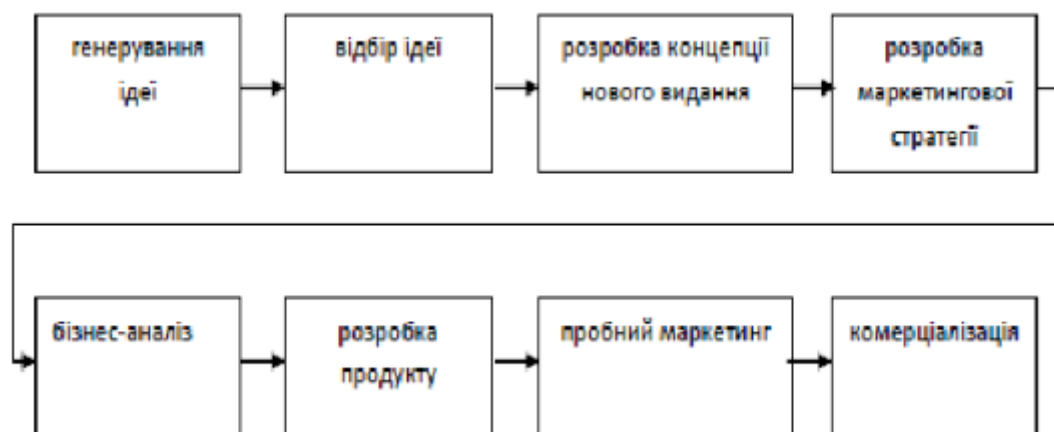 генерування
ідеї
відбір ідеї
розробка концепції
нового видання
розробка
маркетингової
стратегії
бізнес-аналіз
розробка
продукту
пробний маркетинг
комерціалізація